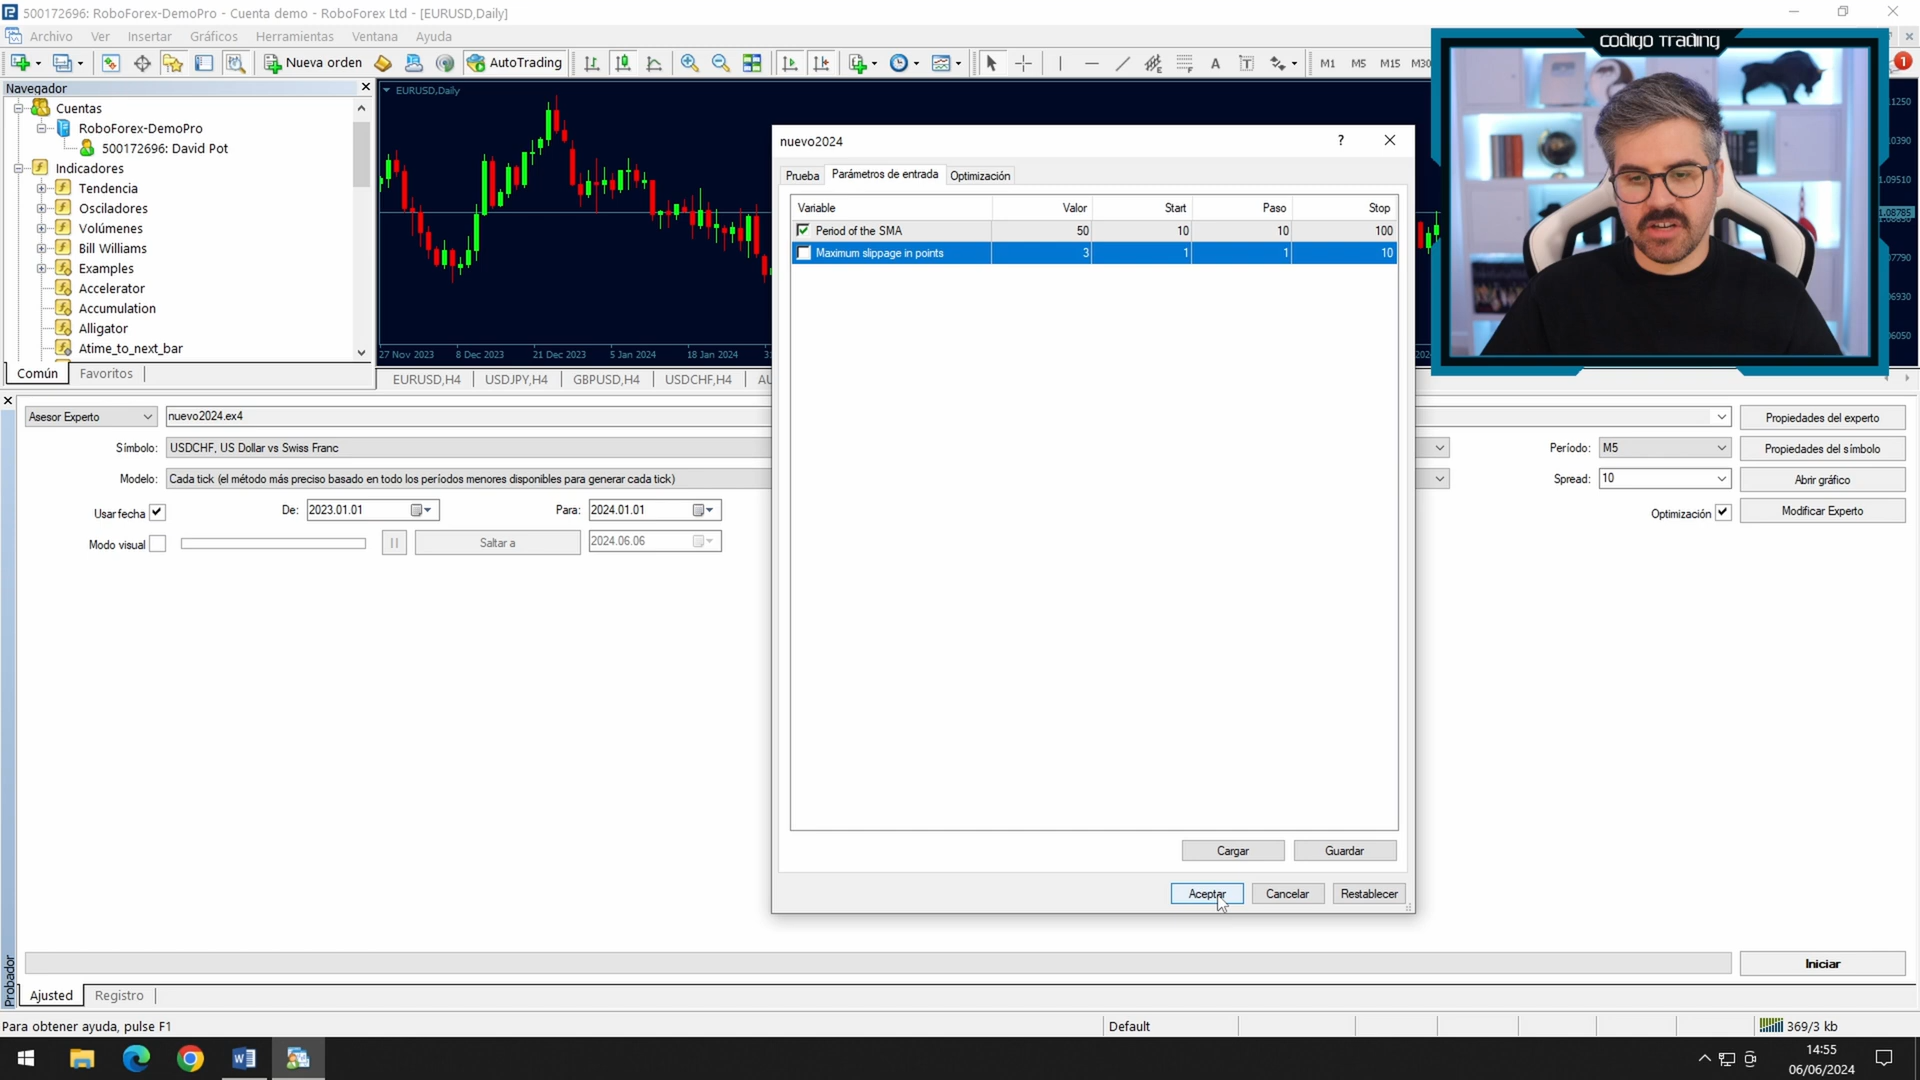 500172696: RoboForex-DemoPro - Cuenta demo - RoboForex Ltd - [EURUSD,Daily]
Archivo Ver Insertar Gráficos Herramientas Ventana Ayuda
Nueva orden AutoTrading M1 M5 M15 M30
codigo Trading
1
Navegador
Cuentas
RoboForex-DemoPro
500172696: David Pot
Indicadores
Tendencia
Osciladores
Volúmenes
Bill Williams
Examples
Accelerator
Accumulation
Alligator
Atime_to_next_bar
Común Favoritos
EURUSD,Daily
27 Nov 2023 8 Dec 2023 21 Dec 2023 5 Jan 2024 18 Jan 2024
EURUSD,H4 USDJPY,H4 GBPUSD,H4 USDCHF,H4
1.08785
nuevo2024
Prueba Parámetros de entrada Optimización
Variable Valor Start Paso Stop
Period of the SMA 50 10 10 100
Maximum slippage in points 3 1 1 10
Cargar Guardar
Aceptar Cancelar Restablecer
Asesor Experto nuevo2024.ex4 Propiedades del experto
Símbolo: USDCHF, US Dollar vs Swiss Franc Período: M5 Propiedades del símbolo
Modelo: Cada tick (el método más preciso basado en todo los períodos menores disponibles para generar cada tick) Spread: 10 Abrir gráfico
Usar fecha De: 2023.01.01 Para: 2024.01.01 Optimización Modificar Experto
Modo visual Saltar a 2024.06.06
Iniciar
Probador
Ajusted Registro
Para obtener ayuda, pulse F1 Default 369/3 kb
14:55
06/06/2024